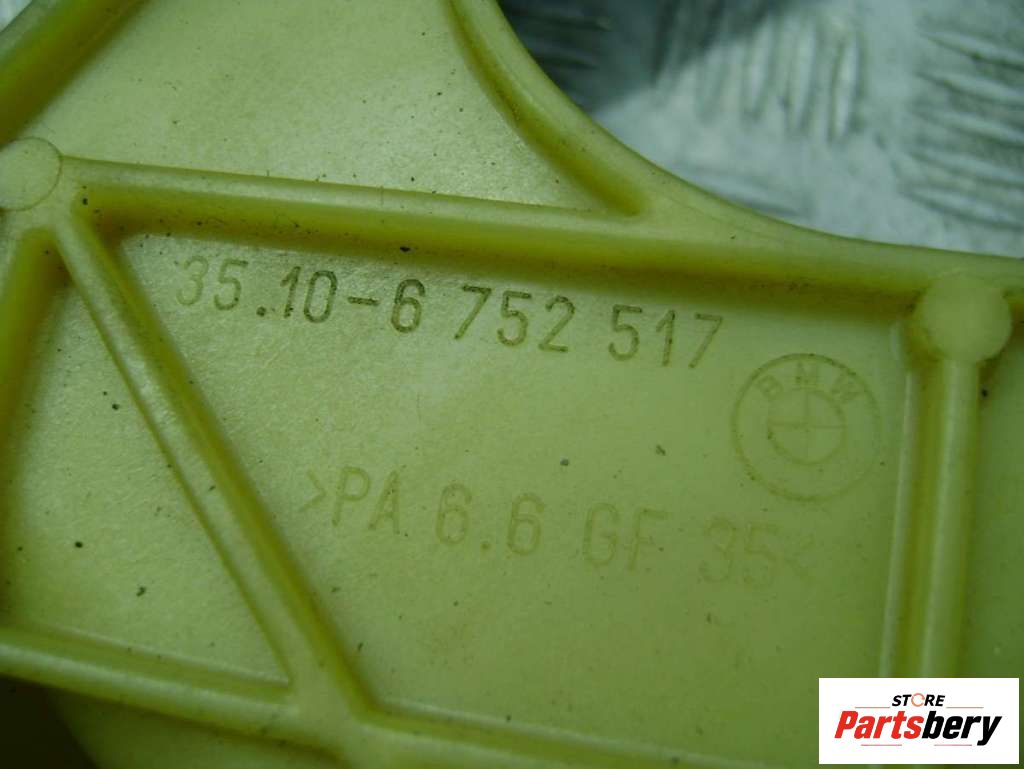 35.10-6 752 517
BMW
>PA 6.6 GF 35<
STORE
Partsbery